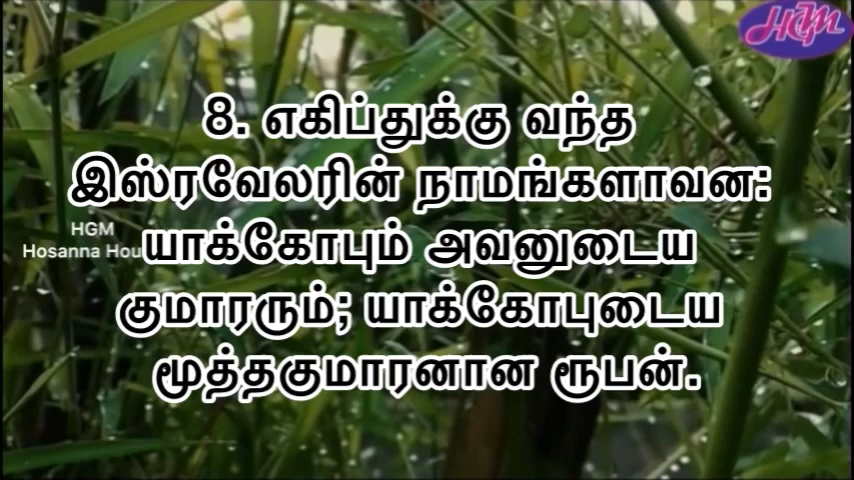 HGM
8. எகிப்துக்கு வந்த
இஸ்ரவேலரின் நாமங்களாவன:
HGM
Hosanna Hou
யாக்கோபும் அவனுடைய
குமாரரும்; யாக்கோபுடைய
மூத்தகுமாரனான ரூபன்.